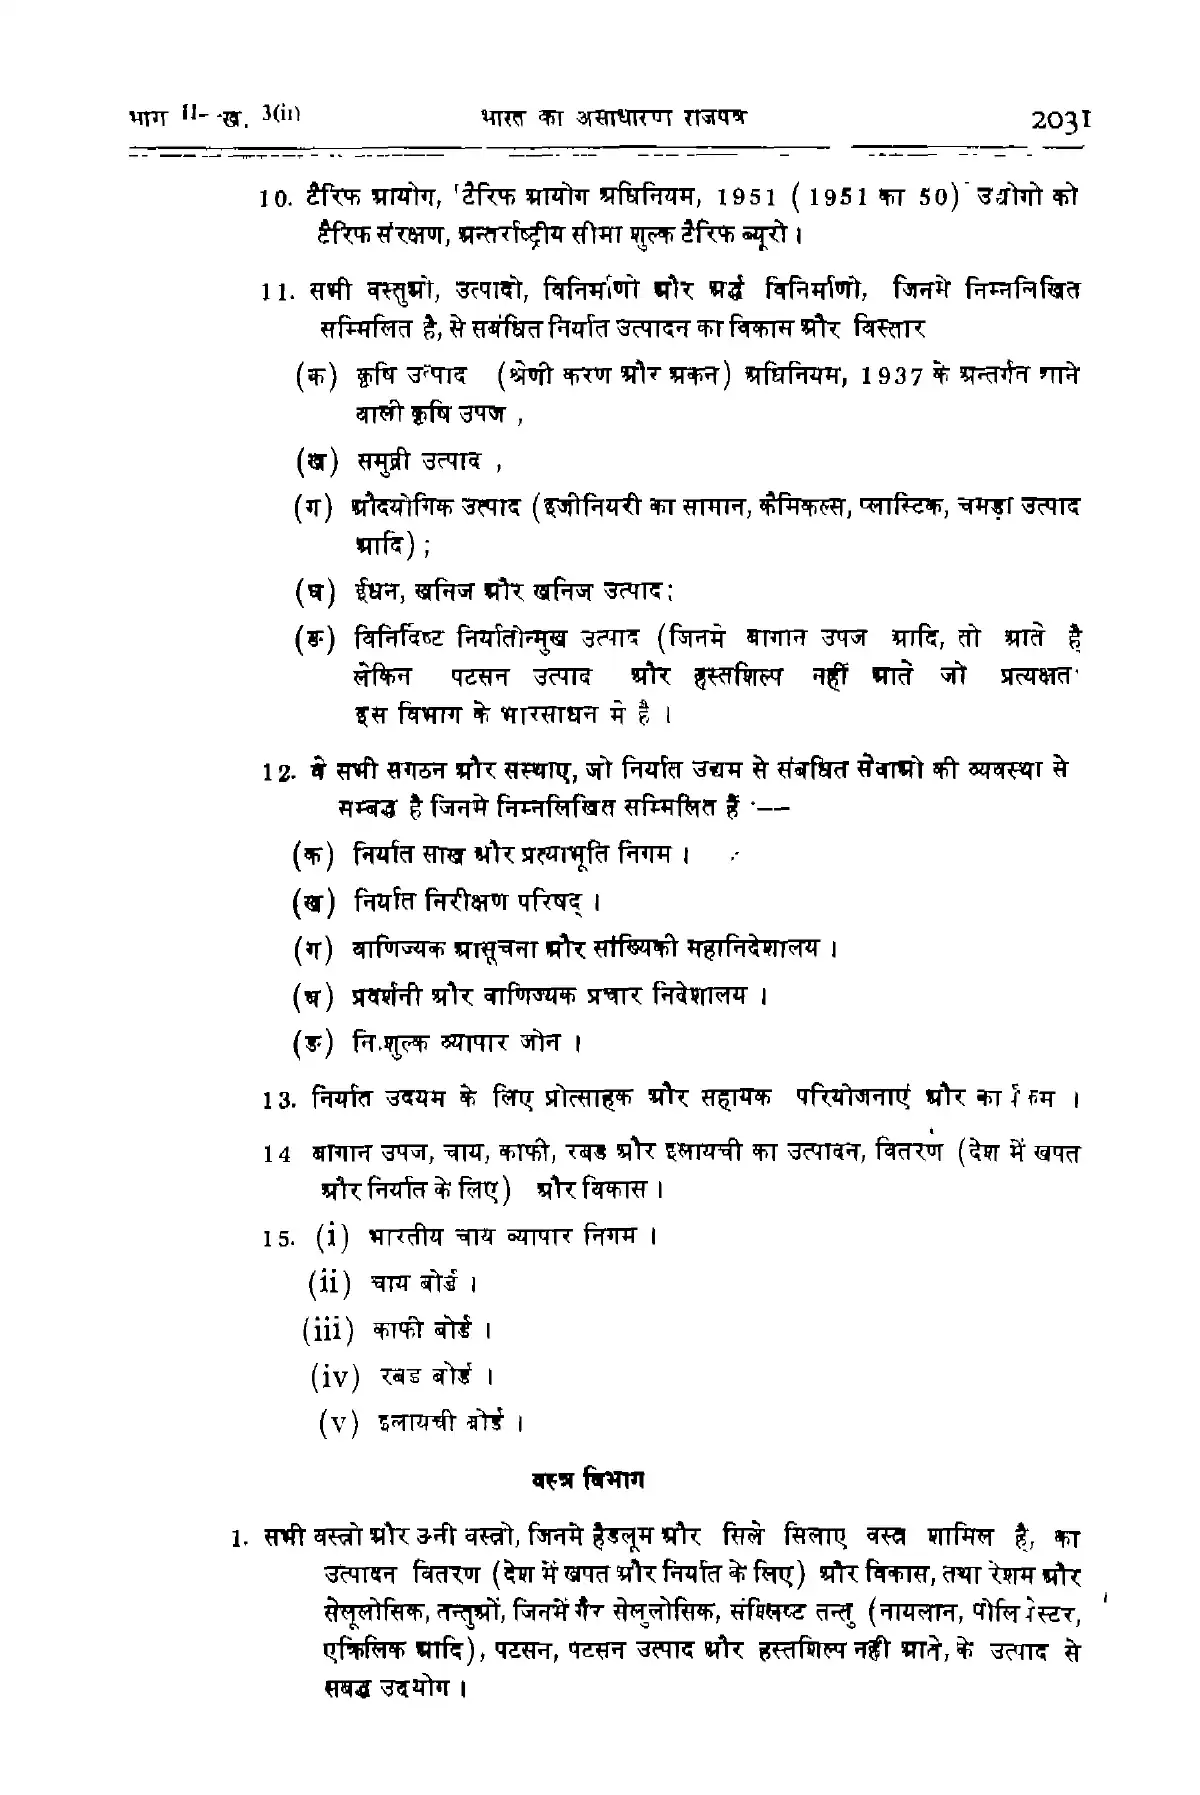 भाग II—ख. 3(ii) भारत का असाधारण राजपत्र 2031
10. टैरिफ आयोग, टैरिफ आयोग अधिनियम, 1951 (1951 का 50) उद्योगो को
टैरिफ संरक्षण, अन्तर्राष्ट्रीय सीमा शुल्क टैरिफ ब्यूरो ।
11. सभी वस्तुओ, उत्पादो, विनिर्माणो और अर्द्ध विनिर्माणो, जिनमे निम्नलिखित
सम्मिलित है, से सबंधित निर्यात उत्पादन का विकास और विस्तार
(क) कृषि उत्पाद (श्रेणी करण और अकन) अधिनियम, 1937 के अन्तर्गत आने
वाली कृषि उपज ,
(ख) समुद्री उत्पाद ,
(ग) औदयोगिक उत्पाद (इजीनियरी का सामान, कैमिकल्स, प्लास्टिक, चमड़ा उत्पाद
आदि) ;
(घ) ईधन, खनिज और खनिज उत्पाद;
(ङ) विनिर्दिष्ट निर्यातोन्मुख उत्पाद (जिनमे बागान उपज आदि, तो आते है
लेकिन पटसन उत्पाद और हस्तशिल्प नहीं आते जो प्रत्यक्षत
इस विभाग के भारसाधन मे है ।
12. वे सभी सगठन और सस्थाए, जो निर्यात उद्यम से संबधित सेवाओ की व्यवस्था से
सम्बद्ध है जिनमे निम्नलिखित सम्मिलित हैं :—
(क) निर्यात साख और प्रत्याभूति निगम ।
(ख) निर्यात निरीक्षण परिषद् ।
(ग) वाणिज्यक आसूचना और सांख्यिकी महानिदेशालय ।
(घ) प्रदर्शनी और वाणिज्यक प्रचार निदेशालय ।
(ङ) नि.शुल्क व्यापार जोन ।
13. निर्यात उदयम के लिए प्रोत्साहक और सहायक परियोजनाएं और
14 बागान उपज, चाय, काफी, रबड और इलायची का उत्पादन, वितरण (देश में खपत
और निर्यात के लिए) और विकास ।
15. (i) भारतीय चाय व्यापार निगम ।
(ii) चाय बोर्ड ।
(iii) काफी बोर्ड ।
(iv) रबड बोर्ड ।
(v) इलायची बोर्ड ।
वस्त्र विभाग
1. सभी वस्त्रो और ऊनी वस्त्रो, जिनमे हैडलूम और सिले सिलाए वस्त्र शामिल है, का
उत्पादन वितरण (देश में खपत और निर्यात के लिए) और विकास, तथा रेशम और
सेलूलोसिक, तन्तुओं, जिनमें गैर सेलुलोसिक, संश्लिष्ट तन्तु (नायलान, पोलिस्टर,
एक्रिलिक आदि), पटसन, पटसन उत्पाद और हस्तशिल्प नही आते, के उत्पाद से
सबद्ध उदयोग ।